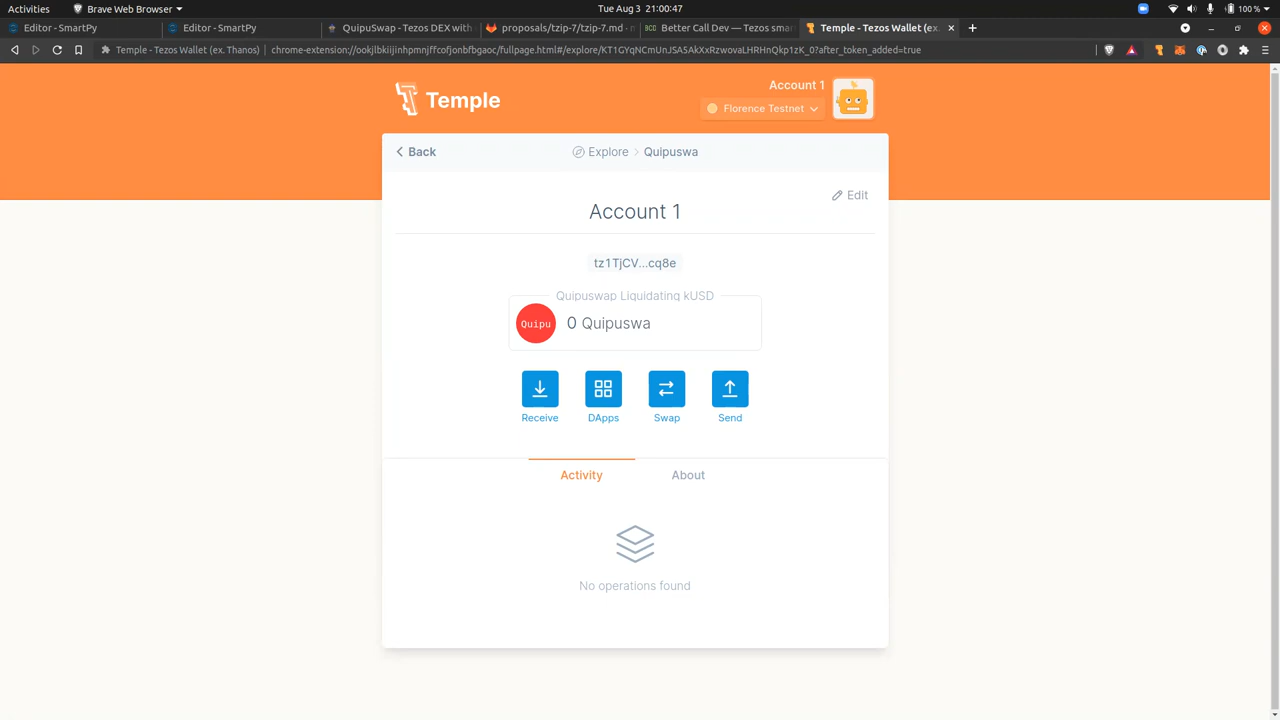 Activities
Brave Web Browser
Tue Aug 3 21:00:47
100 %
Editor - SmartPy
Editor - SmartPy
QuipuSwap - Tezos DEX with
proposals/tzip-7/tzip-7.md - m
BCD
Better Call Dev — Tezos sma
Temple - Tezos Wallet (ex.
Temple - Tezos Wallet (ex. Thanos)
chrome-extension://ookjlbkiijinhpmnjffcofjonbfbgaoc/fullpage.html#/explore/KT1GYqNCmUnJSA5AkXxRzwovaLHRHnQkp1zK_0?after_token_added=true
Temple
Account 1
Florence Testnet
Back
Explore
Quipuswa
Edit
Account 1
tz1TjCV...cq8e
Quipuswap Liquidating kUSD
Quipu
0 Quipuswa
Receive
DApps
Swap
Send
Activity
About
No operations found